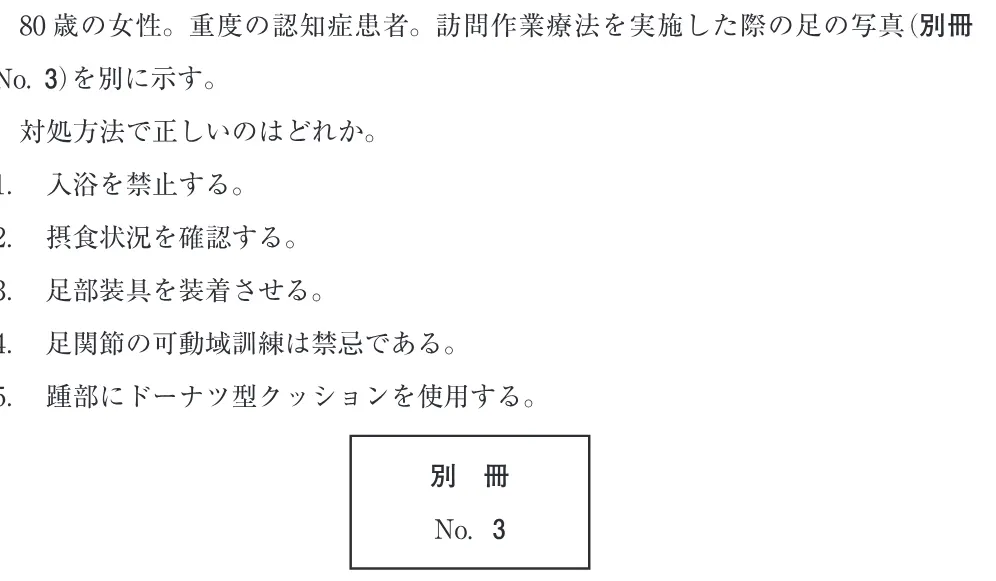 80歳の女性。重度の認知症患者。訪問作業療法を実施した際の足の写真(別冊
No. 3)を別に示す。
対処方法で正しいのはどれか。
1. 入浴を禁止する。
2. 摂食状況を確認する。
3. 足部装具を装着させる。
4. 足関節の可動域訓練は禁忌である。
5. 踵部にドーナツ型クッションを使用する。
別 冊
No. 3